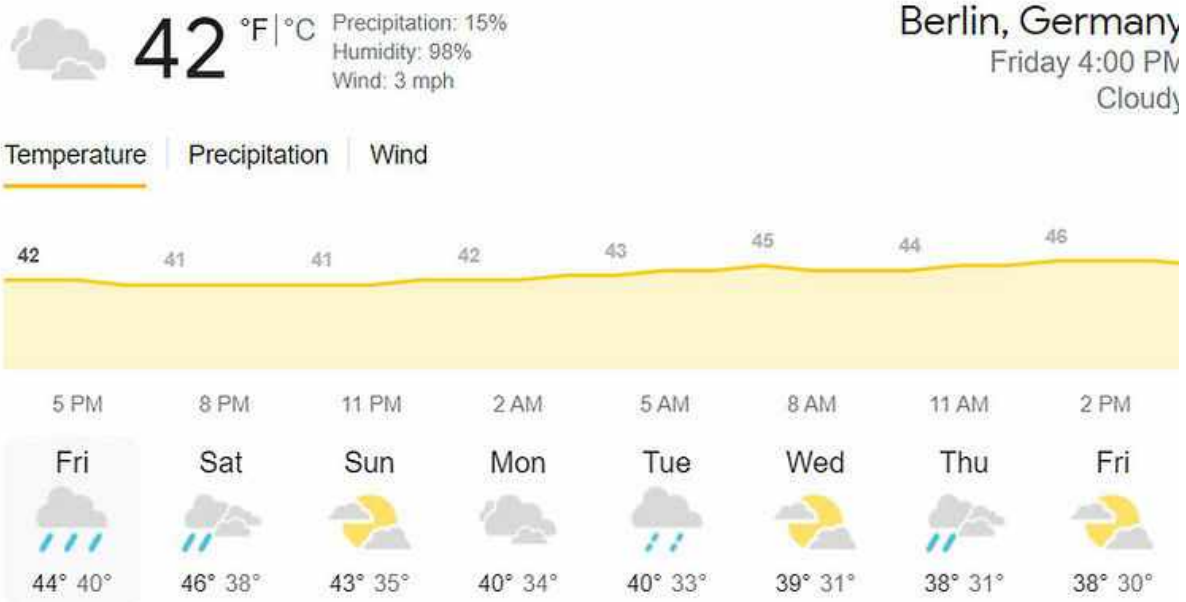 42 °F|°C
Precipitation: 15%
Humidity: 98%
Wind: 3 mph
Berlin, Germany
Friday 4:00 PM
Cloudy
Temperature Precipitation Wind
42 41 41 42 43 45 44 46
5 PM 8 PM 11 PM 2 AM 5 AM 8 AM 11 AM 2 PM
Fri Sat Sun Mon Tue Wed Thu Fri
44° 40° 46° 38° 43° 35° 40° 34° 40° 33° 39° 31° 38° 31° 38° 30°